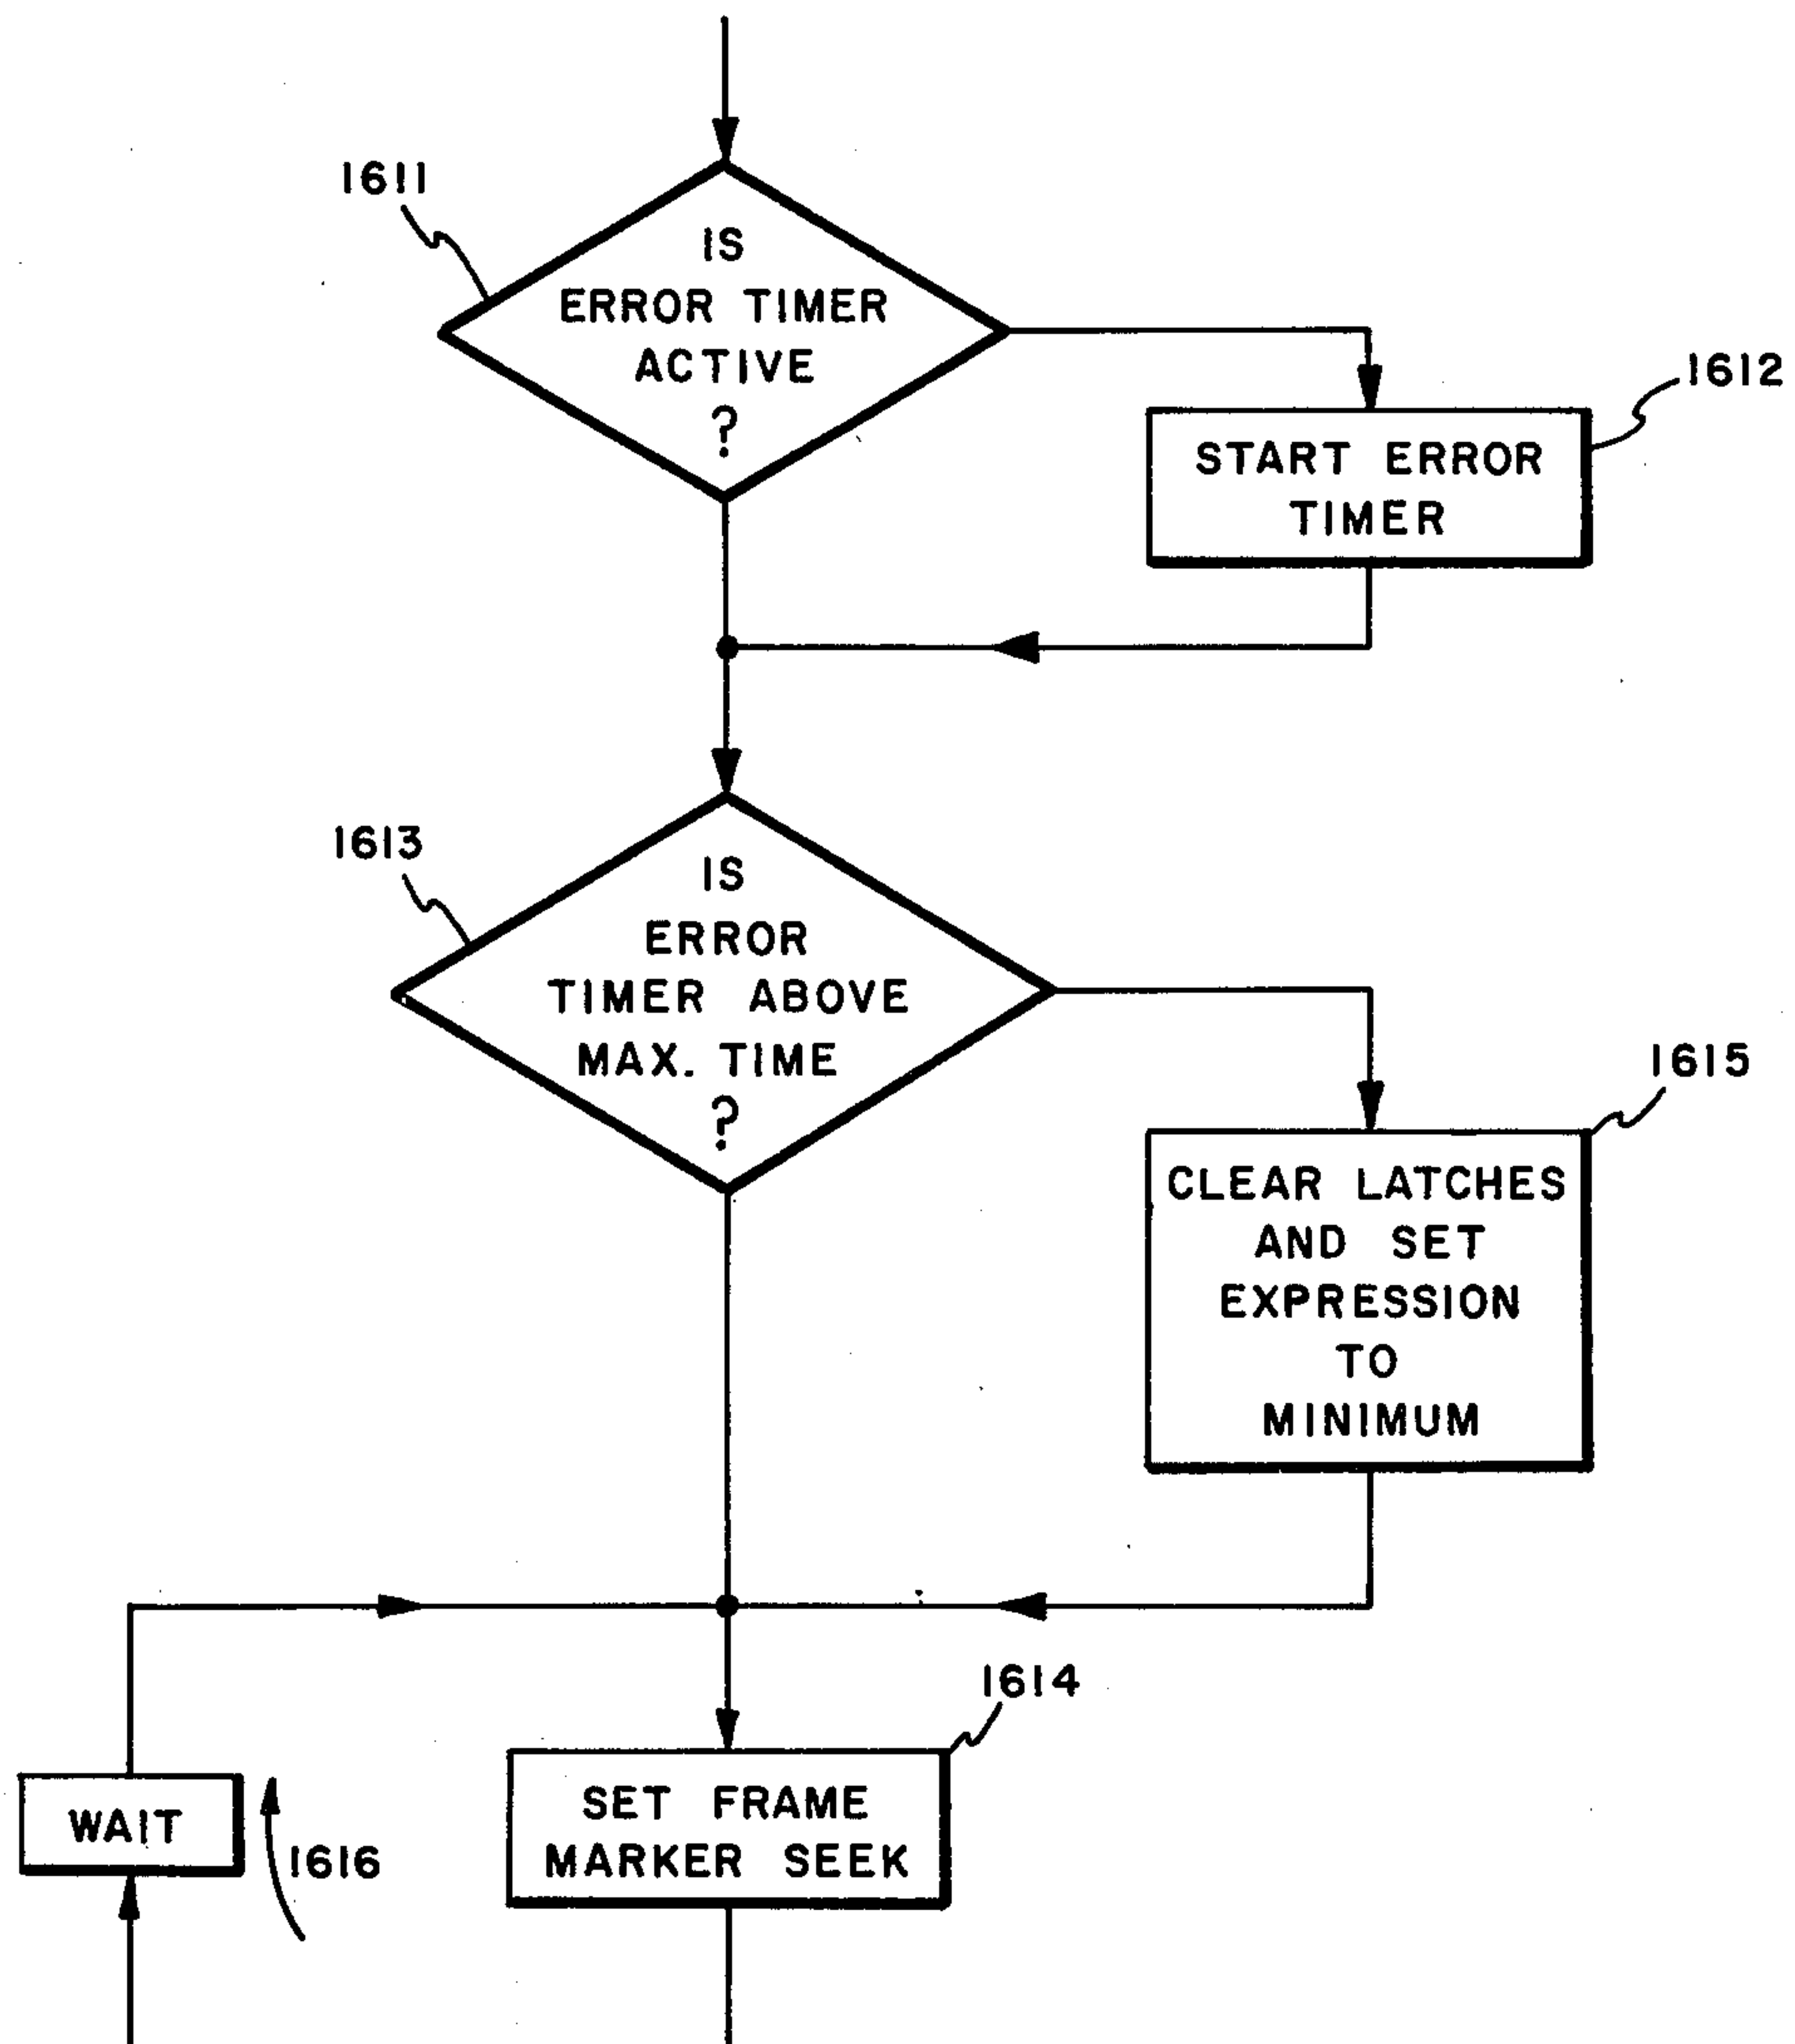 1611
IS
ERROR TIMER
ACTIVE
?
1612
START ERROR
TIMER
1613
IS
ERROR
TIMER ABOVE
MAX. TIME
?
1615
CLEAR LATCHES
AND SET
EXPRESSION
TO
MINIMUM
1614
SET FRAME
MARKER SEEK
WAIT
1616